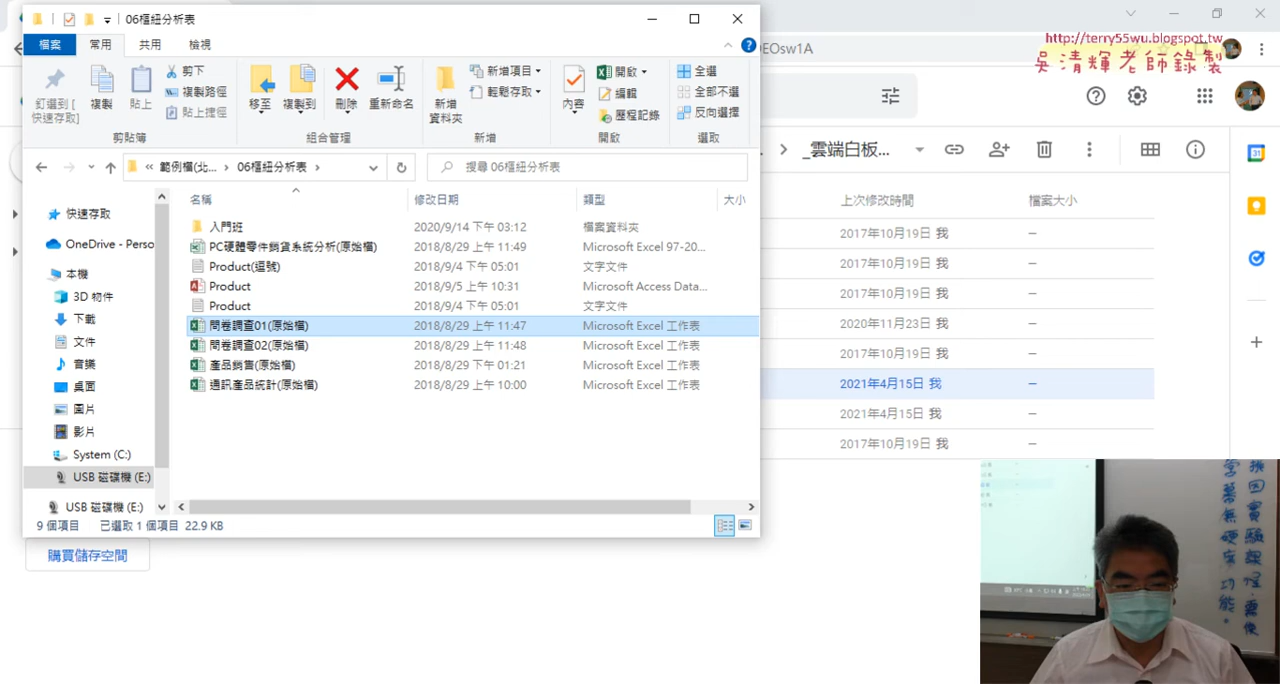 06樞紐分析表
檔案
常用
共用
檢視
釘選到 [
快速存取]
複製
貼上
剪下
複製路徑
貼上捷徑
剪貼簿
移至
複製到
刪除
重新命名
組合管理
新增
資料夾
新增項目
輕鬆存取
新增
內容
開啟
編輯
歷程記錄
開啟
全選
全部不選
反向選擇
選取
« 範例檔(北... › 06樞紐分析表 ›
搜尋 06樞紐分析表
快速存取
OneDrive - Perso
本機
3D 物件
下載
文件
音樂
桌面
圖片
影片
System (C:)
USB 磁碟機 (E:)
USB 磁碟機 (E:)
名稱 修改日期 類型 大小
入門班 2020/9/14 下午 03:12 檔案資料夾
PC硬體零件銷貨系統分析(原始檔) 2018/8/29 上午 11:49 Microsoft Excel 97-20...
Product(逗號) 2018/9/4 下午 05:01 文字文件
Product 2018/9/5 上午 10:31 Microsoft Access Data...
Product 2018/9/4 下午 05:01 文字文件
問卷調查01(原始檔) 2018/8/29 上午 11:47 Microsoft Excel 工作表
問卷調查02(原始檔) 2018/8/29 上午 11:48 Microsoft Excel 工作表
產品銷售(原始檔) 2018/8/29 下午 01:21 Microsoft Excel 工作表
通訊產品統計(原始檔) 2018/8/29 上午 10:00 Microsoft Excel 工作表
9 個項目 已選取 1 個項目 22.9 KB
購買儲存空間
EOsw1A
http://terry55wu.blogspot.tw
吳清輝老師錄製
_雲端白板...
上次修改時間 檔案大小
2017年10月19日 我 —
2017年10月19日 我 —
2017年10月19日 我 —
2020年11月23日 我 —
2017年10月19日 我 —
2021年4月15日 我 —
2021年4月15日 我 —
2017年10月19日 我 —
31